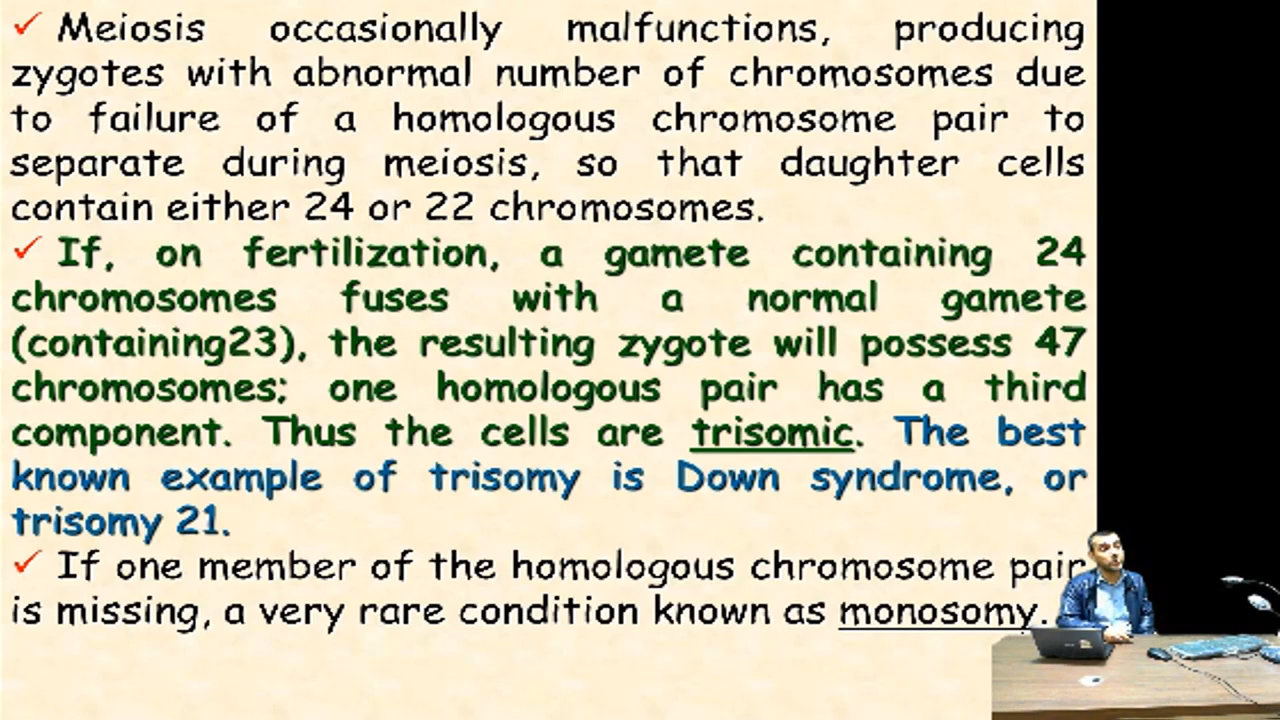 ✓ Meiosis occasionally malfunctions, producing
zygotes with abnormal number of chromosomes due
to failure of a homologous chromosome pair to
separate during meiosis, so that daughter cells
contain either 24 or 22 chromosomes.
✓ If, on fertilization, a gamete containing 24
chromosomes fuses with a normal gamete
(containing23), the resulting zygote will possess 47
chromosomes; one homologous pair has a third
component. Thus the cells are trisomic. The best
known example of trisomy is Down syndrome, or
trisomy 21.
✓ If one member of the homologous chromosome pair
is missing, a very rare condition known as monosomy.